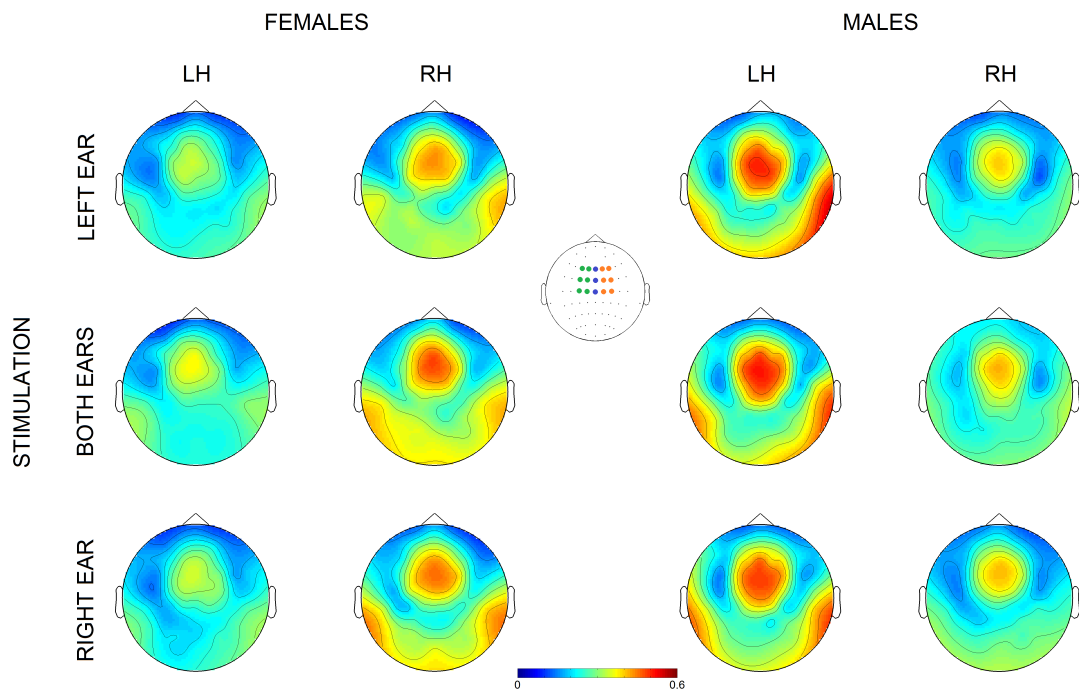 FEMALES MALES
LH RH LH RH
LEFT EAR
STIMULATION
BOTH EARS
RIGHT EAR
0 0.6